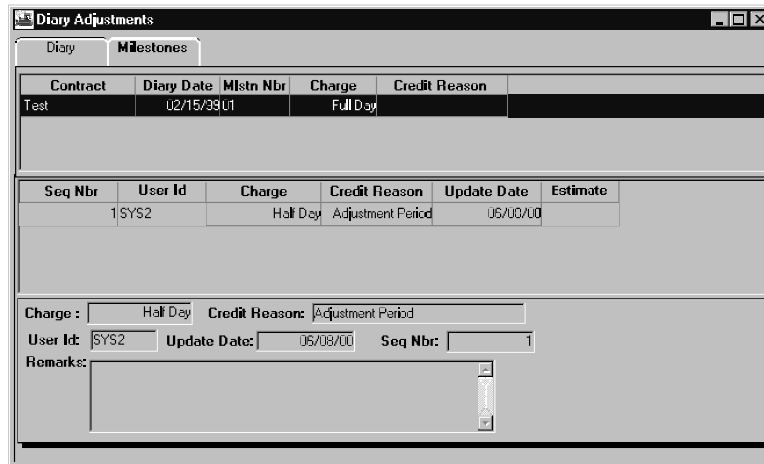 Diary Adjustments
Diary Milestones
Contract Diary Date Mlstn Nbr Charge Credit Reason
Test 02/15/99 01 Full Day
Seq Nbr User Id Charge Credit Reason Update Date Estimate
1 SYS2 Half Day Adjustment Period 06/08/00
Charge : Half Day Credit Reason: Adjustment Period
User Id: SYS2 Update Date: 06/08/00 Seq Nbr: 1
Remarks: